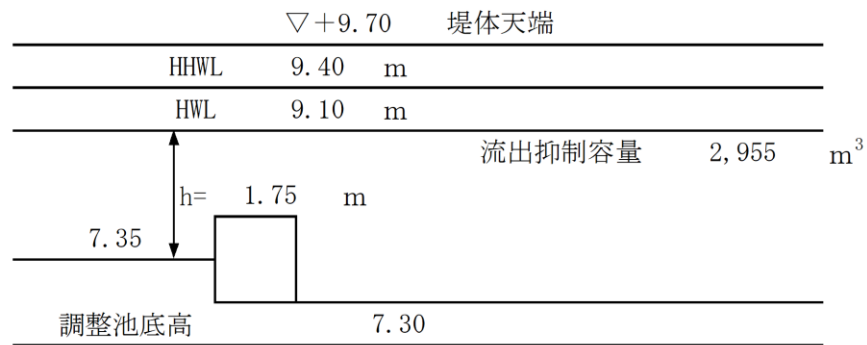 ▽+9.70 堤体天端
HHWL 9.40 m
HWL 9.10 m
流出抑制容量 2,955 m³
h= 1.75 m
7.35
調整池底高 7.30